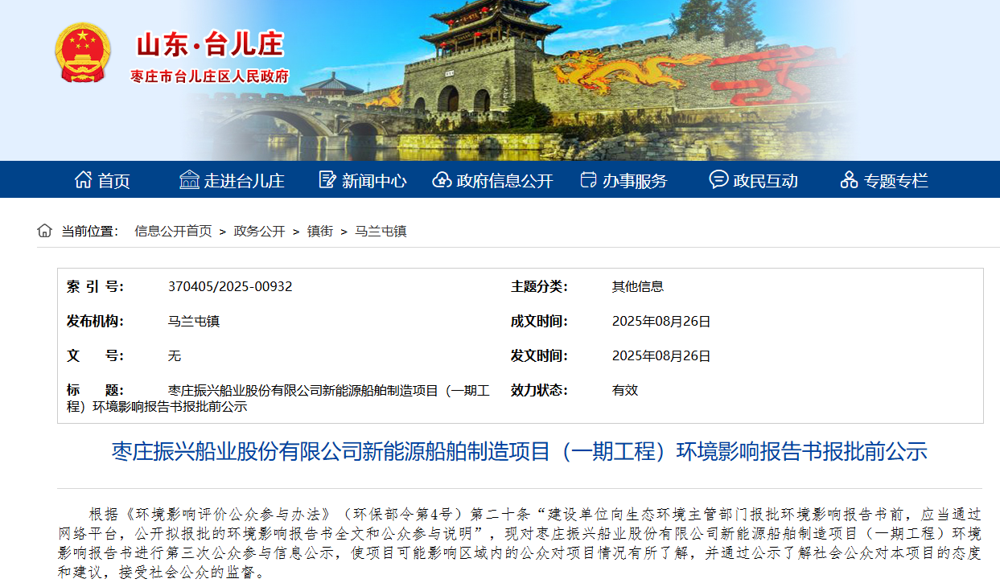 山东·台儿庄
枣庄市台儿庄区人民政府
首页 走进台儿庄 新闻中心 政府信息公开 办事服务 政民互动 专题专栏
当前位置： 信息公开首页 > 政务公开 > 镇街 > 马兰屯镇
索 引 号： 370405/2025-00932 主题分类： 其他信息
发布机构： 马兰屯镇 成文时间： 2025年08月26日
文 号： 无 发文时间： 2025年08月26日
标 题： 枣庄振兴船业股份有限公司新能源船舶制造项目（一期工 效力状态： 有效
程）环境影响报告书报批前公示
枣庄振兴船业股份有限公司新能源船舶制造项目（一期工程）环境影响报告书报批前公示
根据《环境影响评价公众参与办法》（环保部令第4号）第二十条“建设单位向生态环境主管部门报批环境影响报告书前，应当通过
网络平台，公开拟报批的环境影响报告书全文和公众参与说明”，现对枣庄振兴船业股份有限公司新能源船舶制造项目（一期工程）环境
影响报告书进行第三次公众参与信息公示，使项目可能影响区域内的公众对项目情况有所了解，并通过公示了解社会公众对本项目的态度
和建议，接受社会公众的监督。